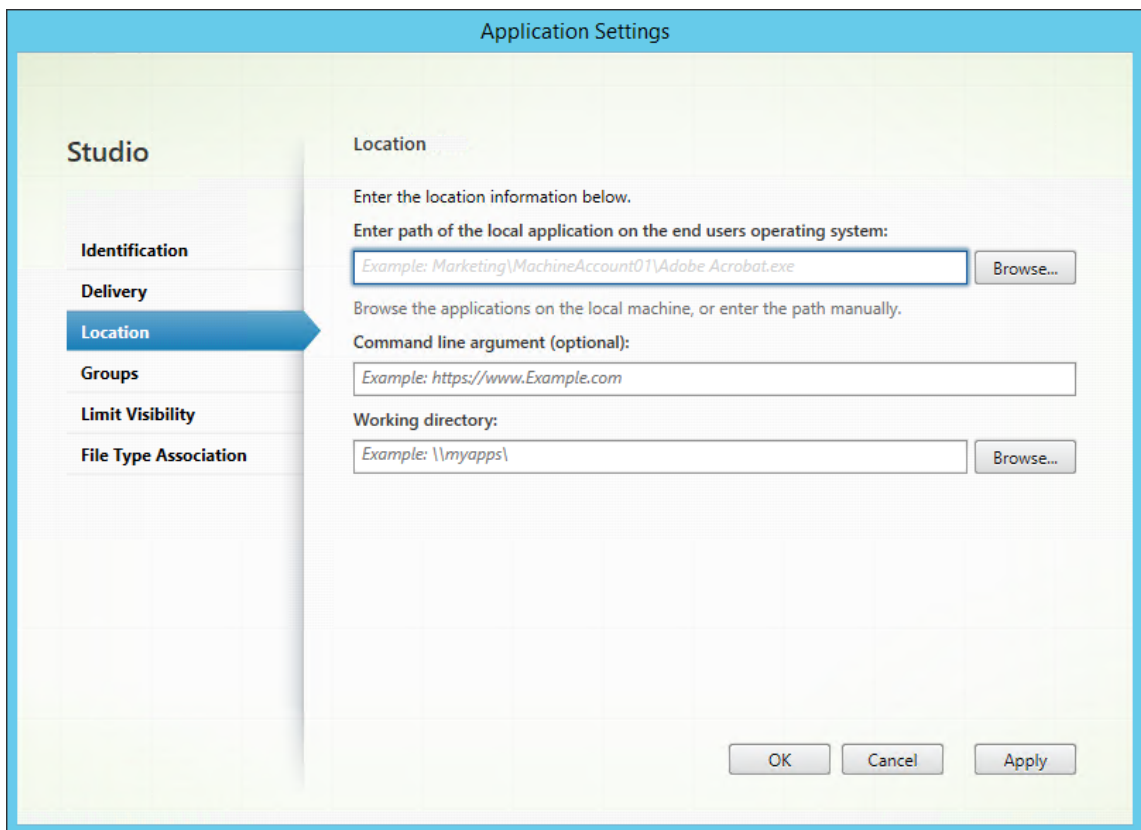 Application Settings
Studio
Identification
Delivery
Location
Groups
Limit Visibility
File Type Association
Location
Enter the location information below.
Enter path of the local application on the end users operating system:
Example: Marketing\MachineAccount01\Adobe Acrobat.exe
Browse...
Browse the applications on the local machine, or enter the path manually.
Command line argument (optional):
Example: https://www.Example.com
Working directory:
Example: \\myapps\
Browse...
OK
Cancel
Apply